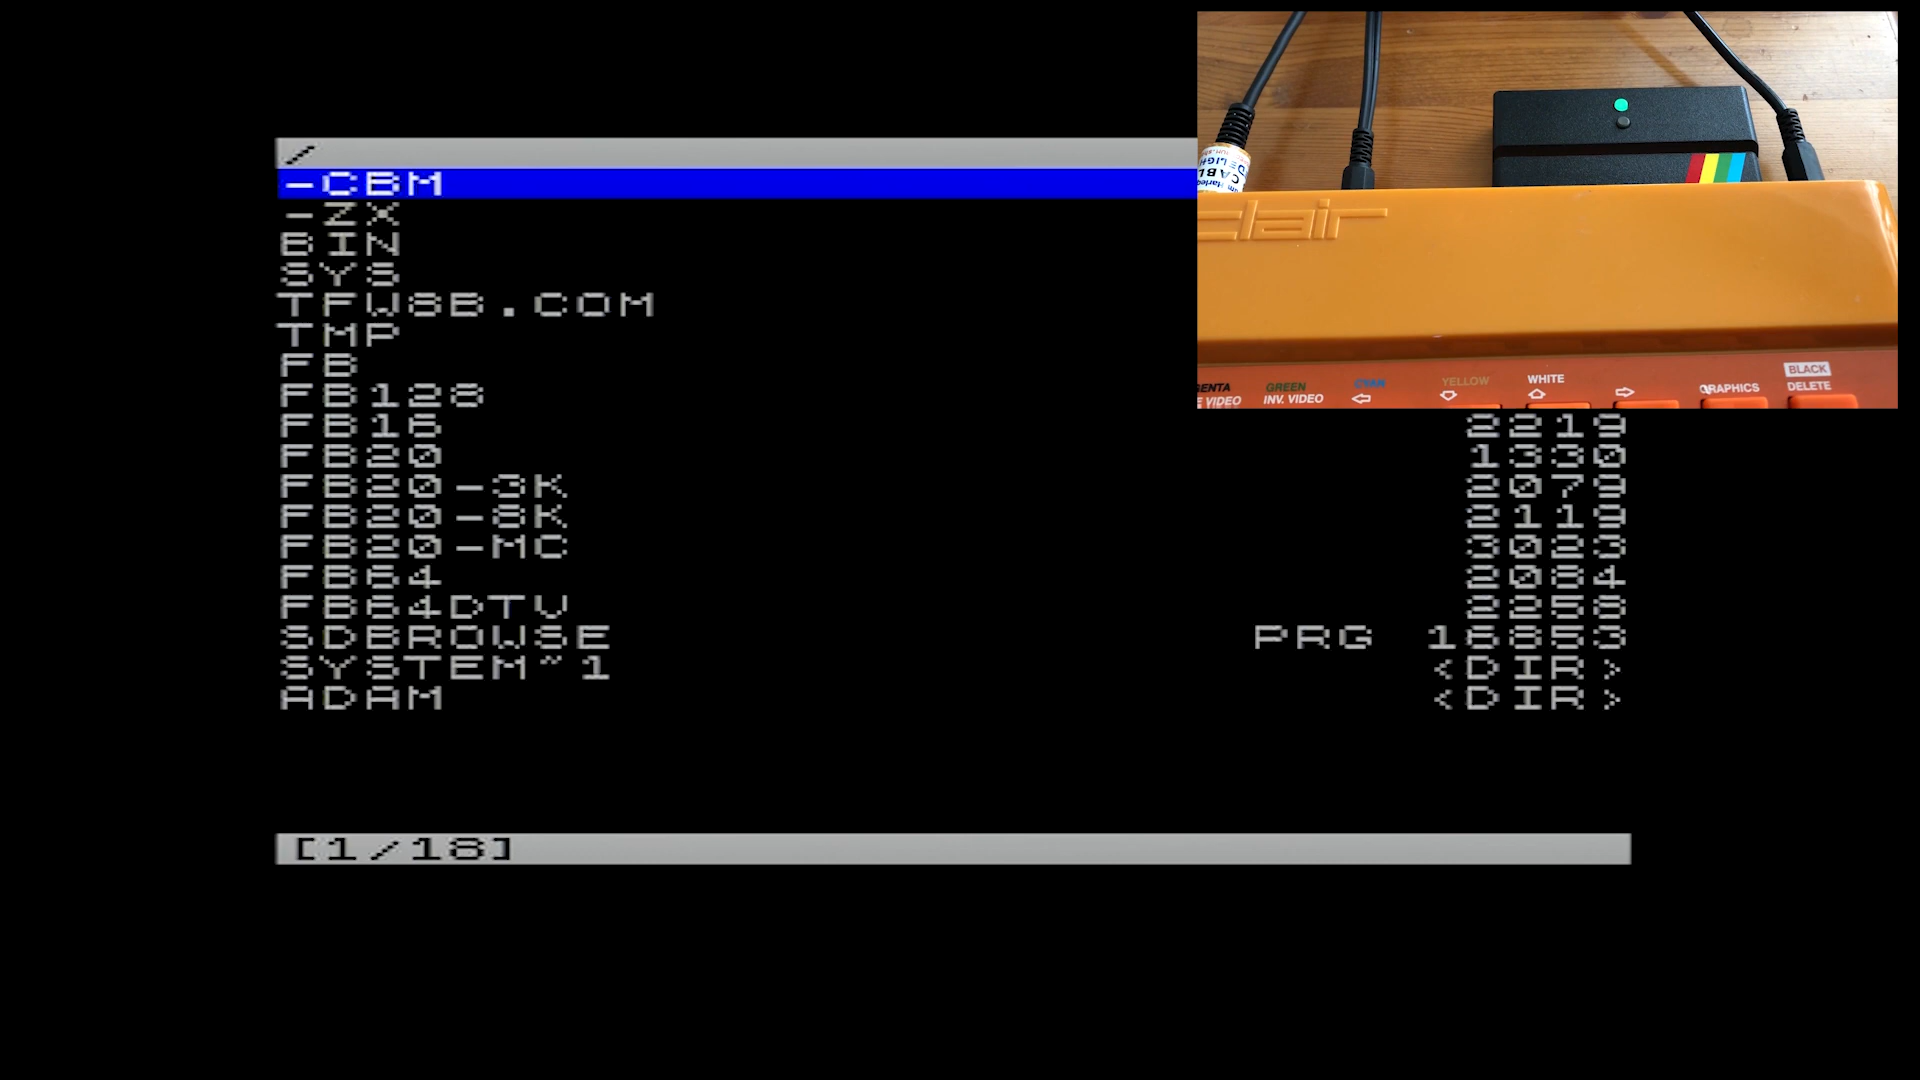 /
-CBM
-ZX
BIN
SYS
TFW8B.COM
TMP
FB
FB128
FB16 2219
FB20 1330
FB20-3K 2079
FB20-8K 2119
FB20-MC 3023
FB64 2084
FB64DTV 2258
SDBROWSE PRG 16853
SYSTEM~1 <DIR>
ADAM <DIR>
[1/18]
clair
GREEN CYAN YELLOW WHITE BLACK
VIDEO INV. VIDEO GRAPHICS DELETE